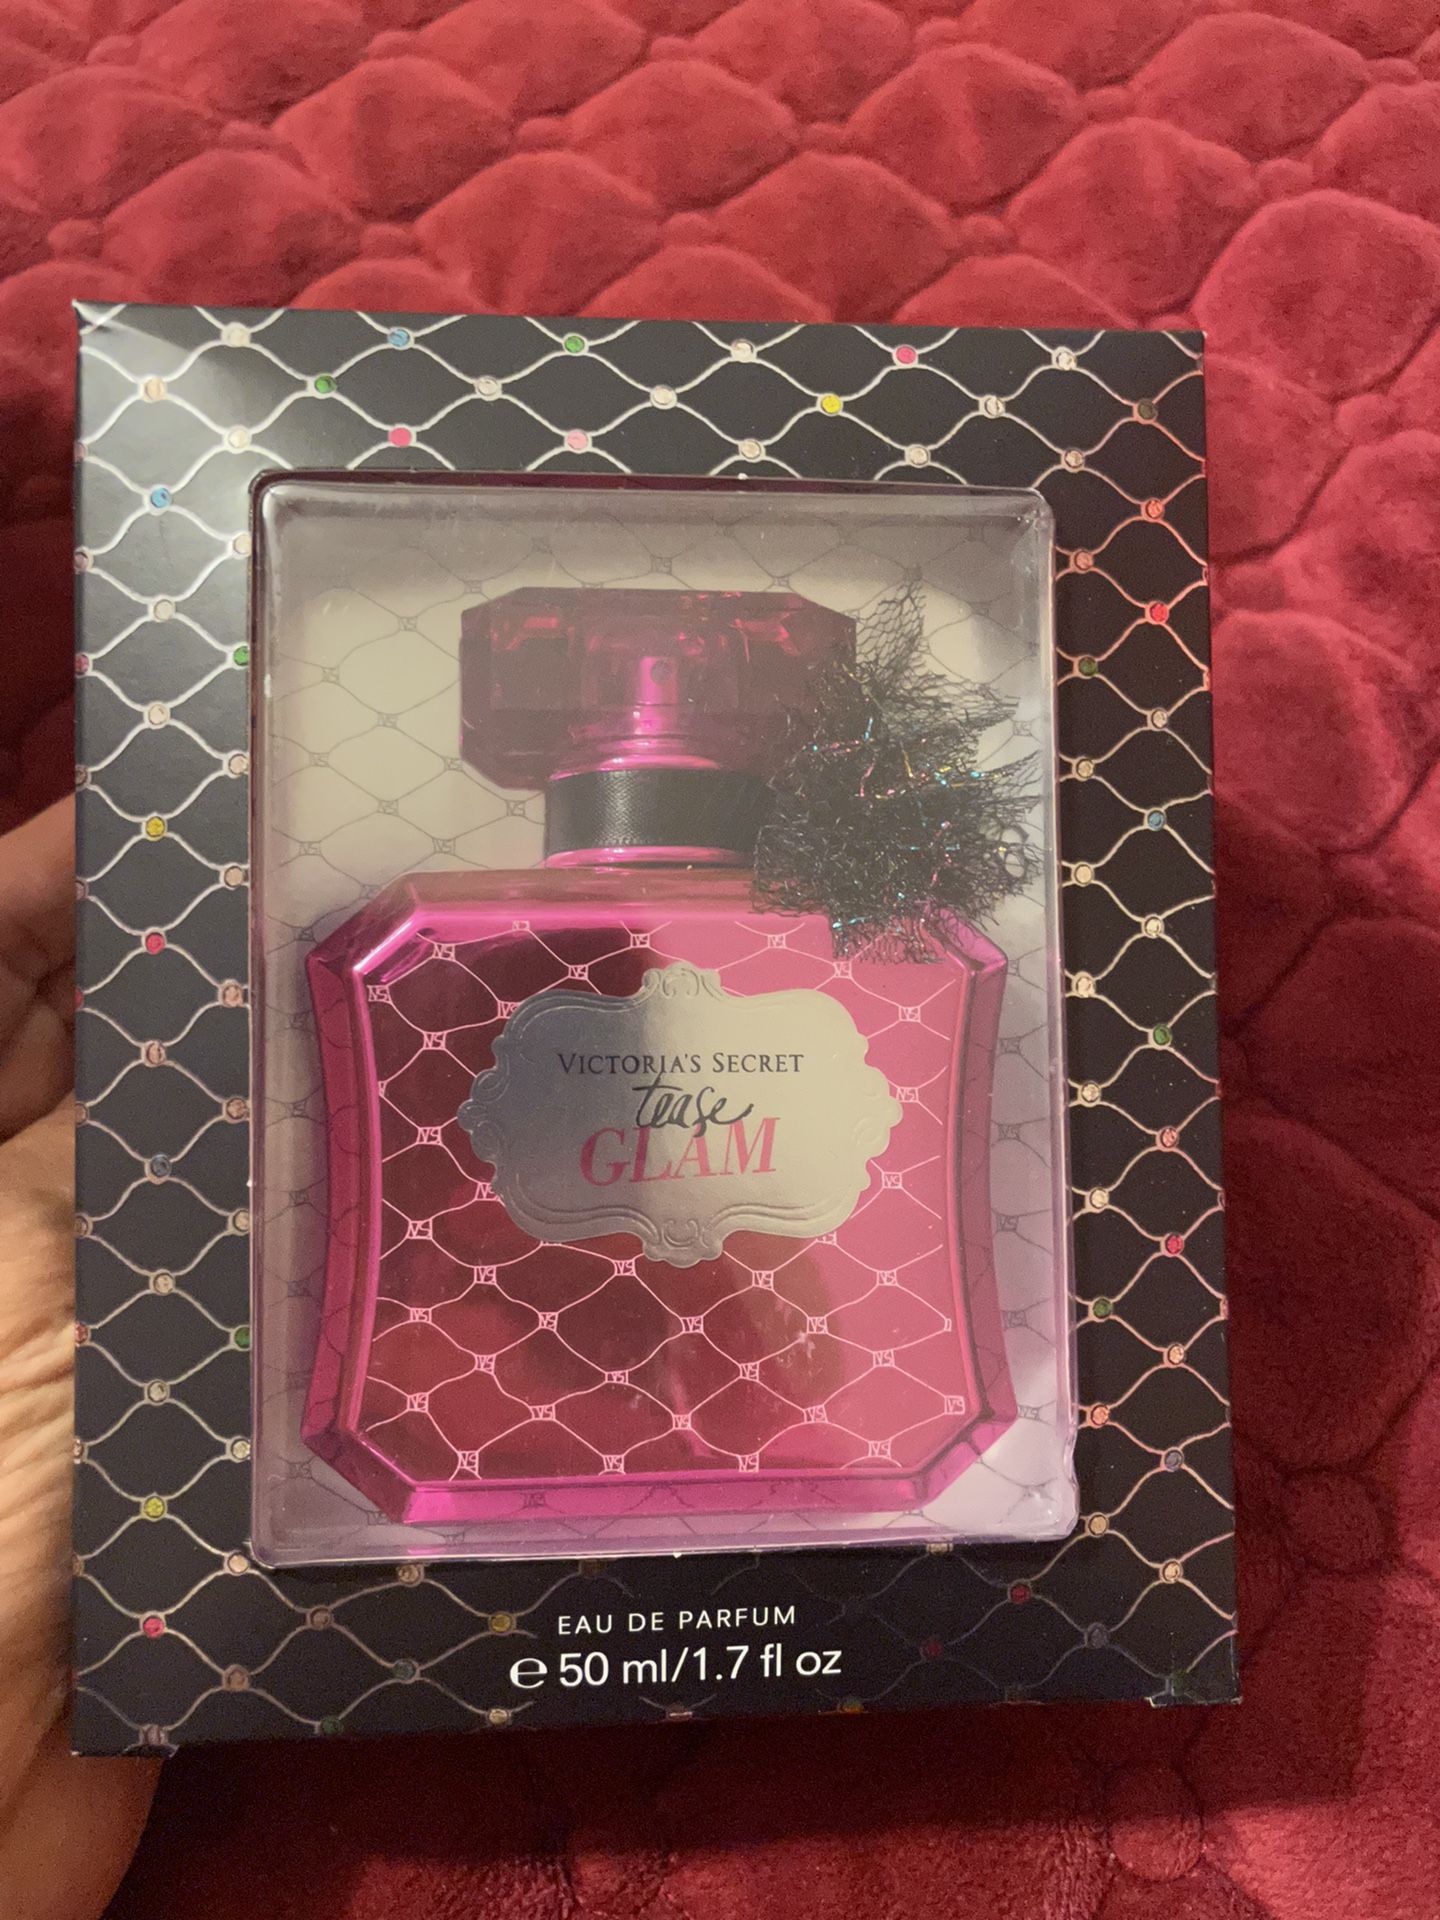 VICTORIA'S SECRET
tease
GLAM
EAU DE PARFUM
℮ 50 ml/1.7 fl oz